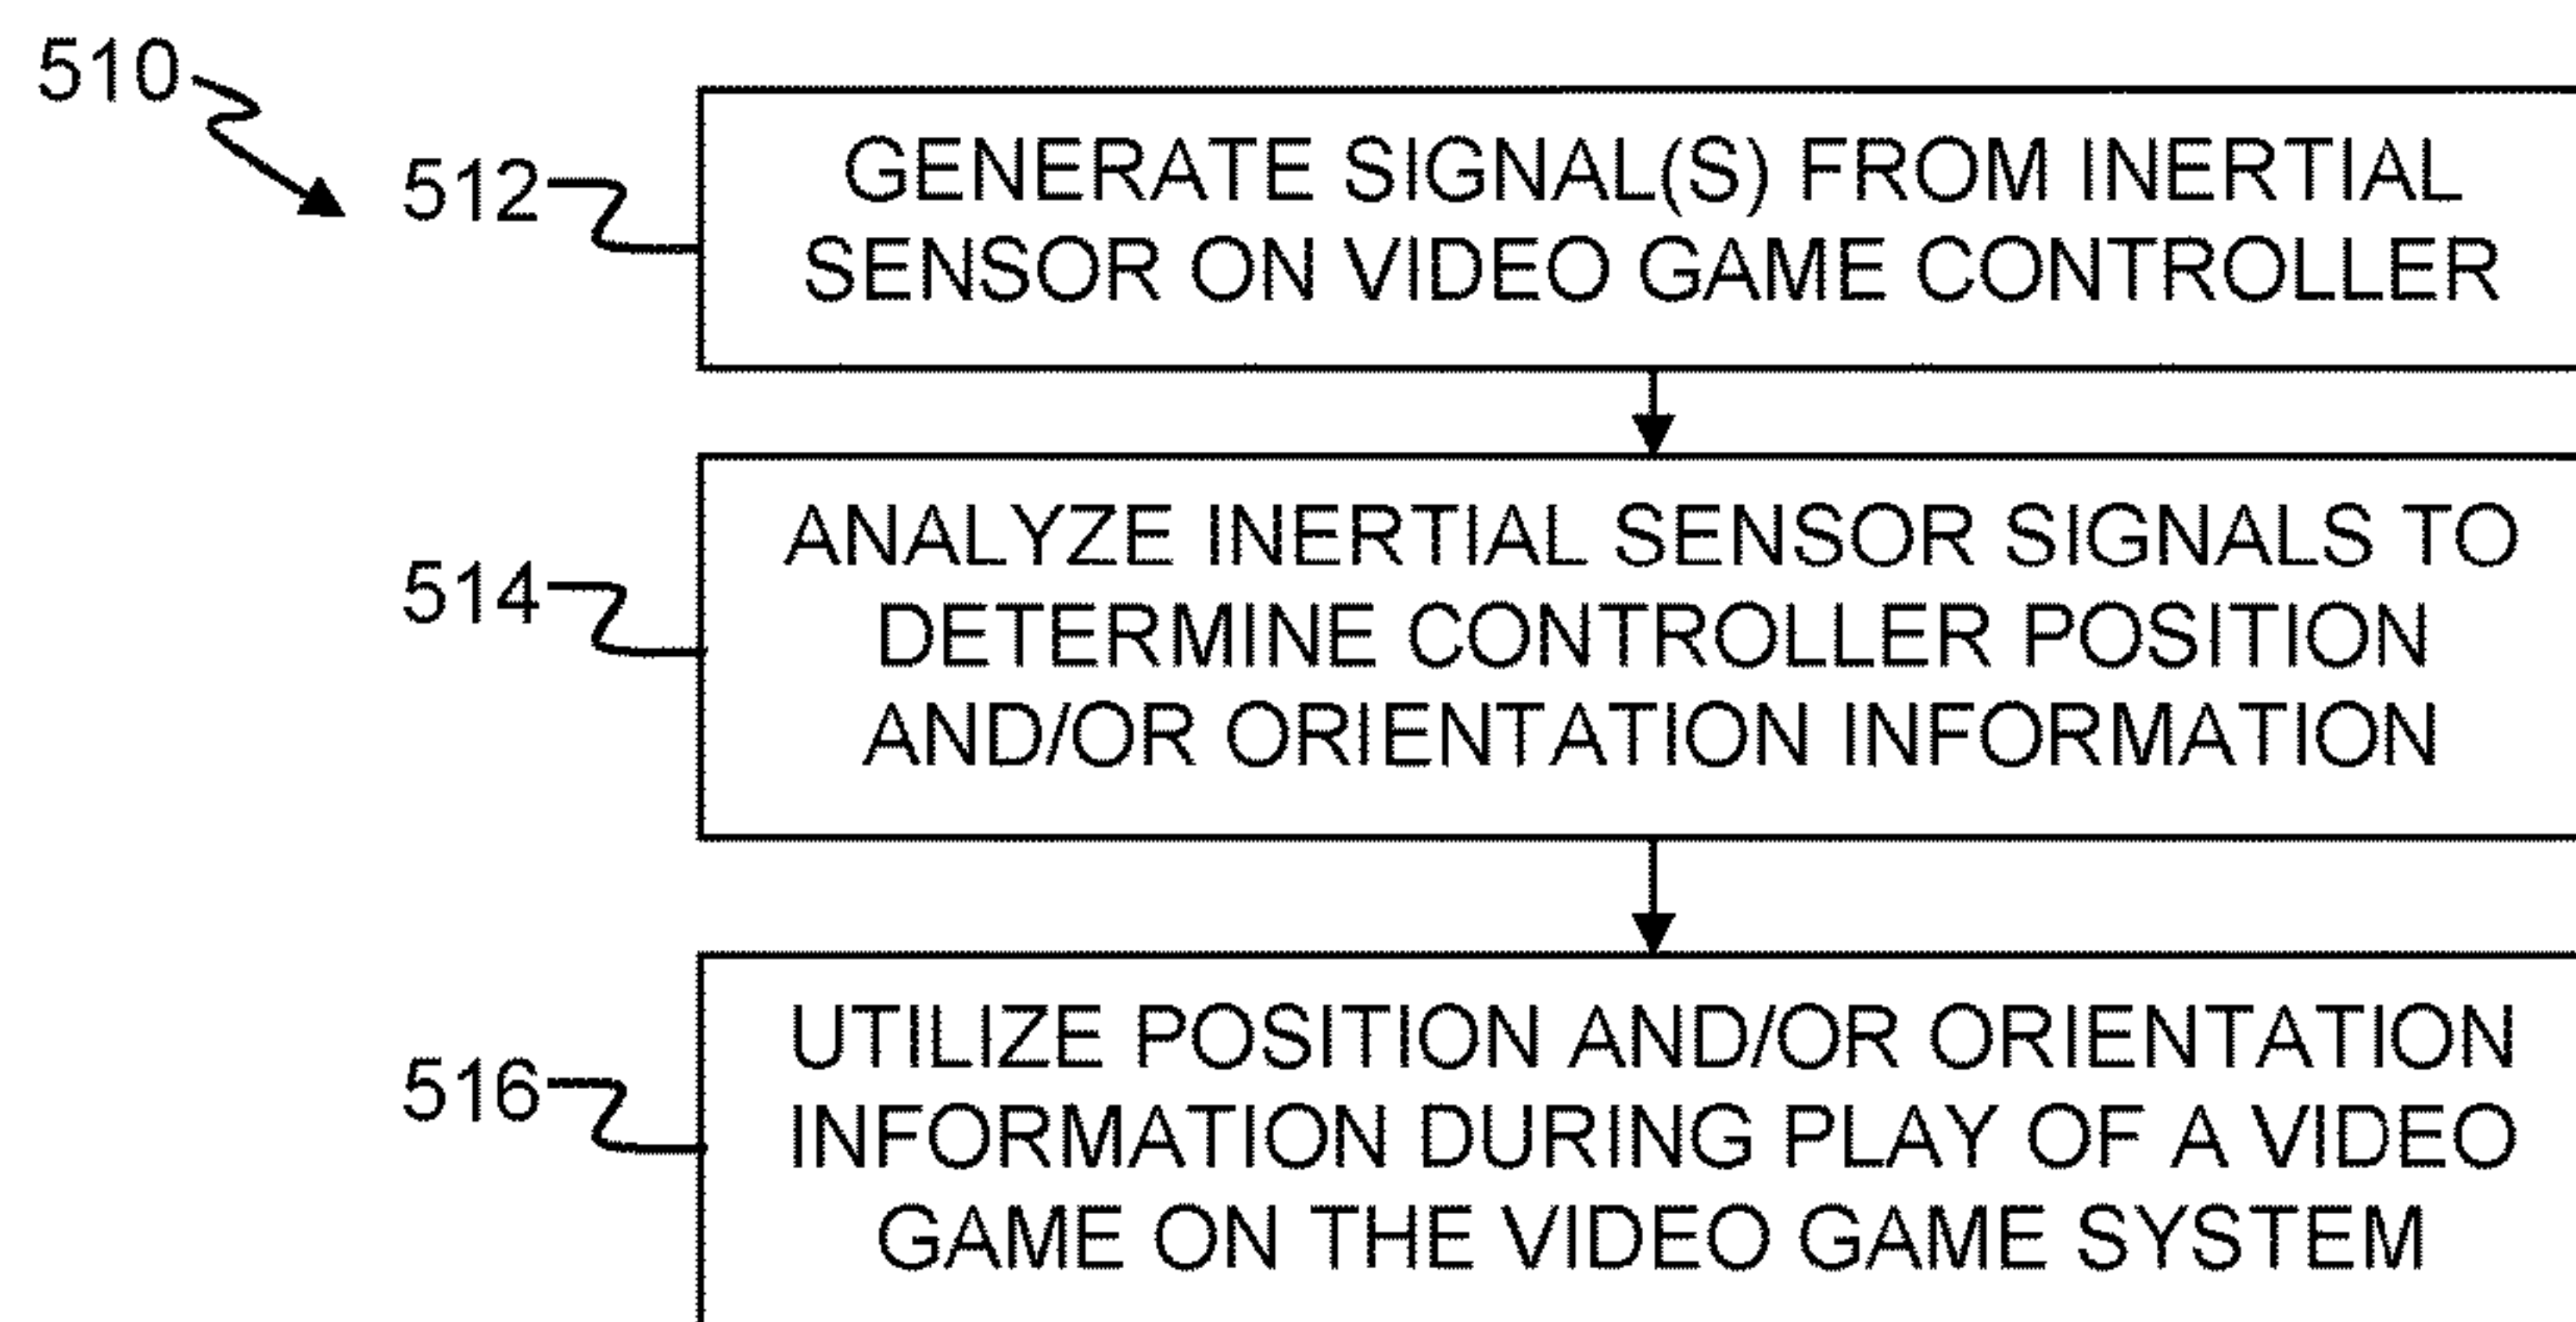 510
512
GENERATE SIGNAL(S) FROM INERTIAL
SENSOR ON VIDEO GAME CONTROLLER
514
ANALYZE INERTIAL SENSOR SIGNALS TO
DETERMINE CONTROLLER POSITION
AND/OR ORIENTATION INFORMATION
516
UTILIZE POSITION AND/OR ORIENTATION
INFORMATION DURING PLAY OF A VIDEO
GAME ON THE VIDEO GAME SYSTEM